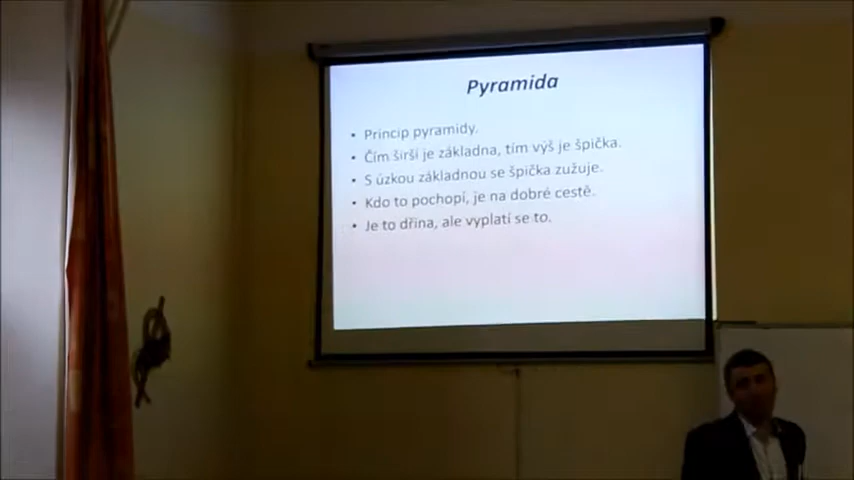 Pyramida
• Princip pyramidy.
• Čím širší je základna, tím výš je špička.
• S úzkou základnou se špička zužuje.
• Kdo to pochopí, je na dobré cestě.
• Je to dřina, ale vyplatí se to.